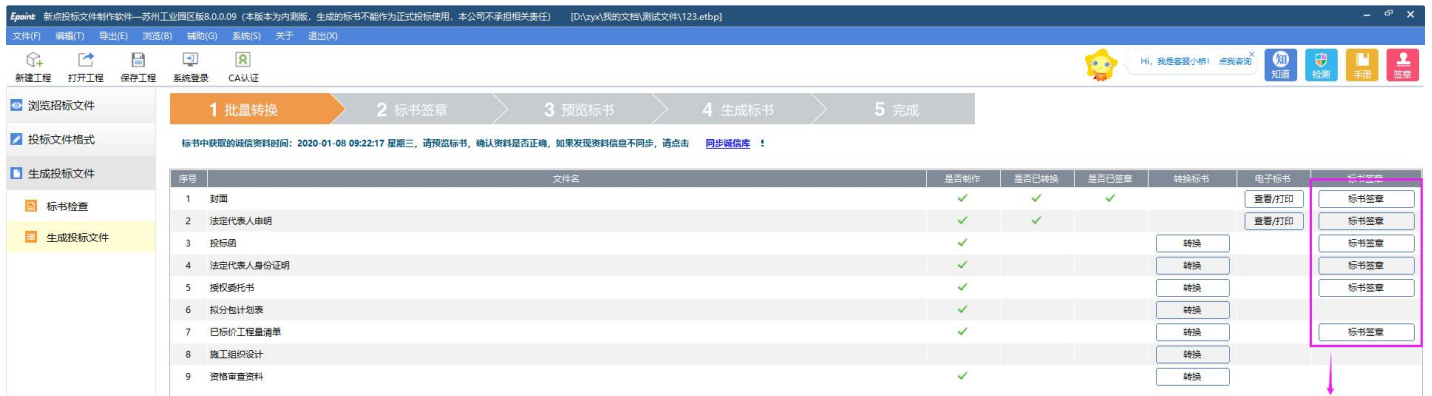 Epoint 新点投标文件制作软件—苏州工业园区版8.0.0.09（本版本为内测版，生成的标书不能作为正式投标使用，本公司不承担相关责任） [D:\zyx\我的文档\测试文件\123.etbp]
文件(F) 编辑(T) 导出(E) 浏览(B) 辅助(G) 系统(S) 关于 退出(X)
新建工程 打开工程 保存工程 系统登录 CA认证
Hi，我是客服小桥！ 点我咨询
知道 检测 手册 签章
浏览招标文件
投标文件格式
生成投标文件
标书检查
生成投标文件
1 批量转换 2 标书签章 3 预览标书 4 生成标书 5 完成
标书中获取的诚信资料时间：2020-01-08 09:22:17 星期三，请预览标书，确认资料是否正确，如果发现资料信息不同步，请点击 同步诚信库 ！
序号 文件名 是否制作 是否已转换 是否已签章 转换标书 电子标书 标书签章
1 封面 ✓ ✓ ✓ 查看/打印 标书签章
2 法定代表人申明 ✓ ✓ 查看/打印 标书签章
3 投标函 ✓ 转换 标书签章
4 法定代表人身份证明 ✓ 转换 标书签章
5 授权委托书 ✓ 转换 标书签章
6 拟分包计划表 ✓ 转换
7 已标价工程量清单 ✓ 转换 标书签章
8 施工组织设计 转换
9 资格审查资料 ✓ 转换